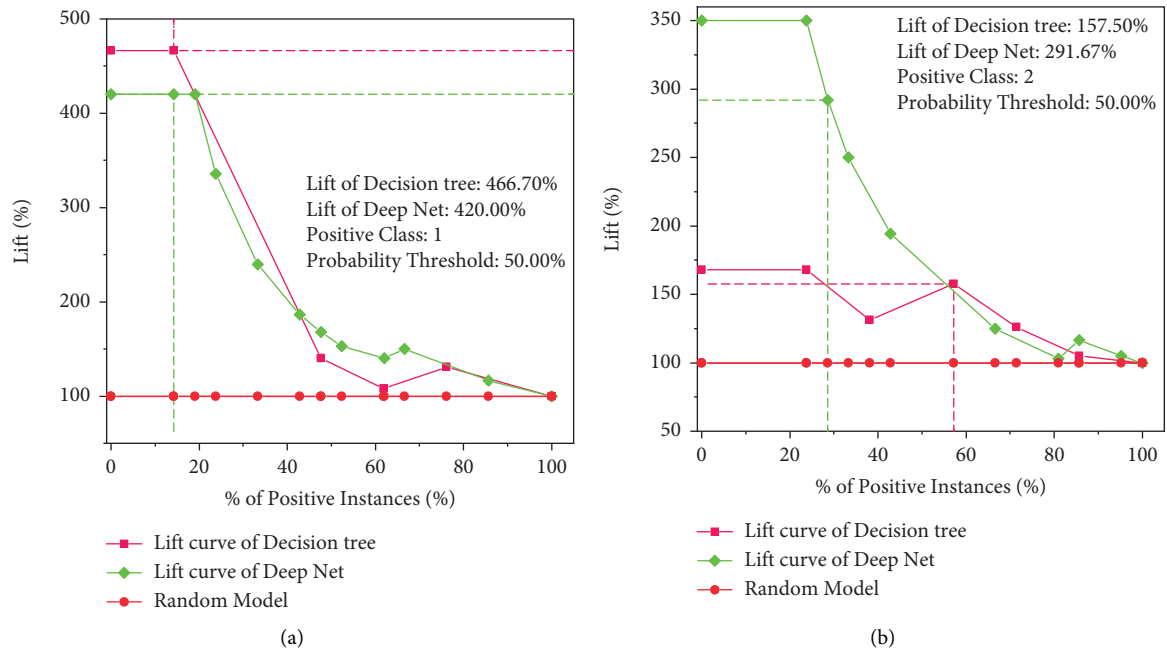 500
400
300
200
100
Lift (%)
Lift of Decision tree: 466.70%
Lift of Deep Net: 420.00%
Positive Class: 1
Probability Threshold: 50.00%
0
20
40
60
80
100
% of Positive Instances (%)
Lift curve of Decision tree
Lift curve of Deep Net
Random Model
(a)
350
300
250
200
150
100
50
Lift (%)
Lift of Decision tree: 157.50%
Lift of Deep Net: 291.67%
Positive Class: 2
Probability Threshold: 50.00%
0
20
40
60
80
100
% of Positive Instances (%)
Lift curve of Decision tree
Lift curve of Deep Net
Random Model
(b)